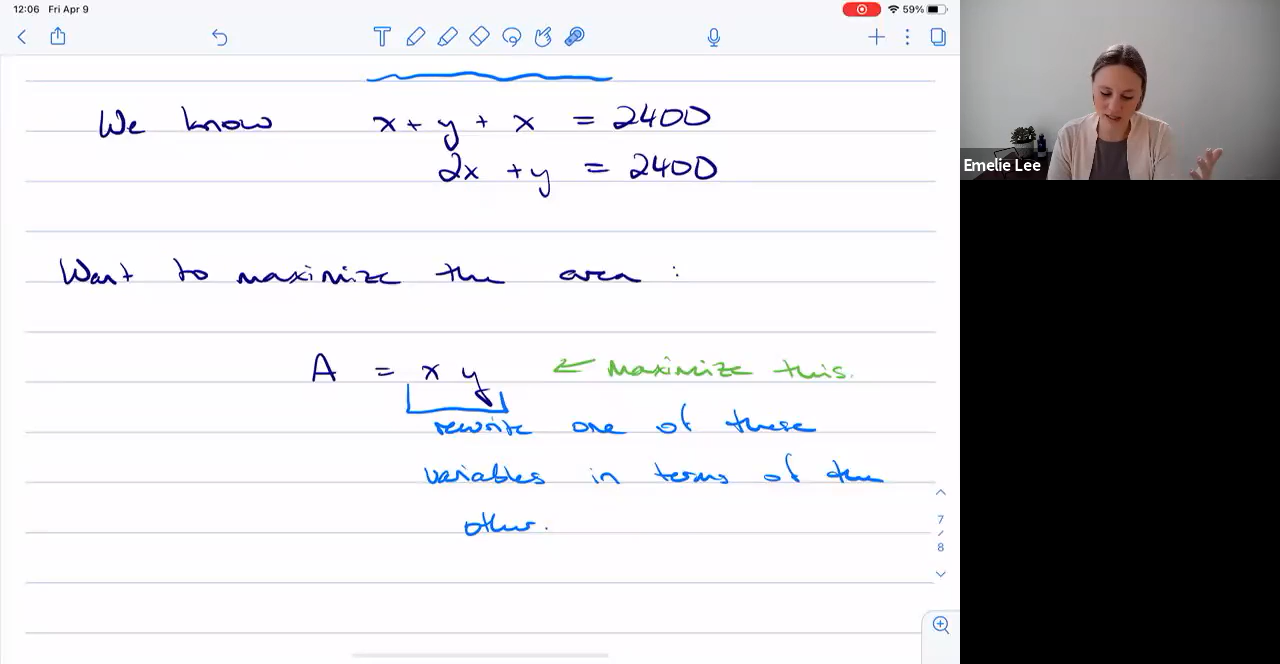 12:06 Fri Apr 9
59%
T
We know x + y + x = 2400
2x + y = 2400
Emelie Lee
Want to maximize the area :
A = x y ← maximize this.
rewrite one of these
variables in terms of the
other.
7
/
8